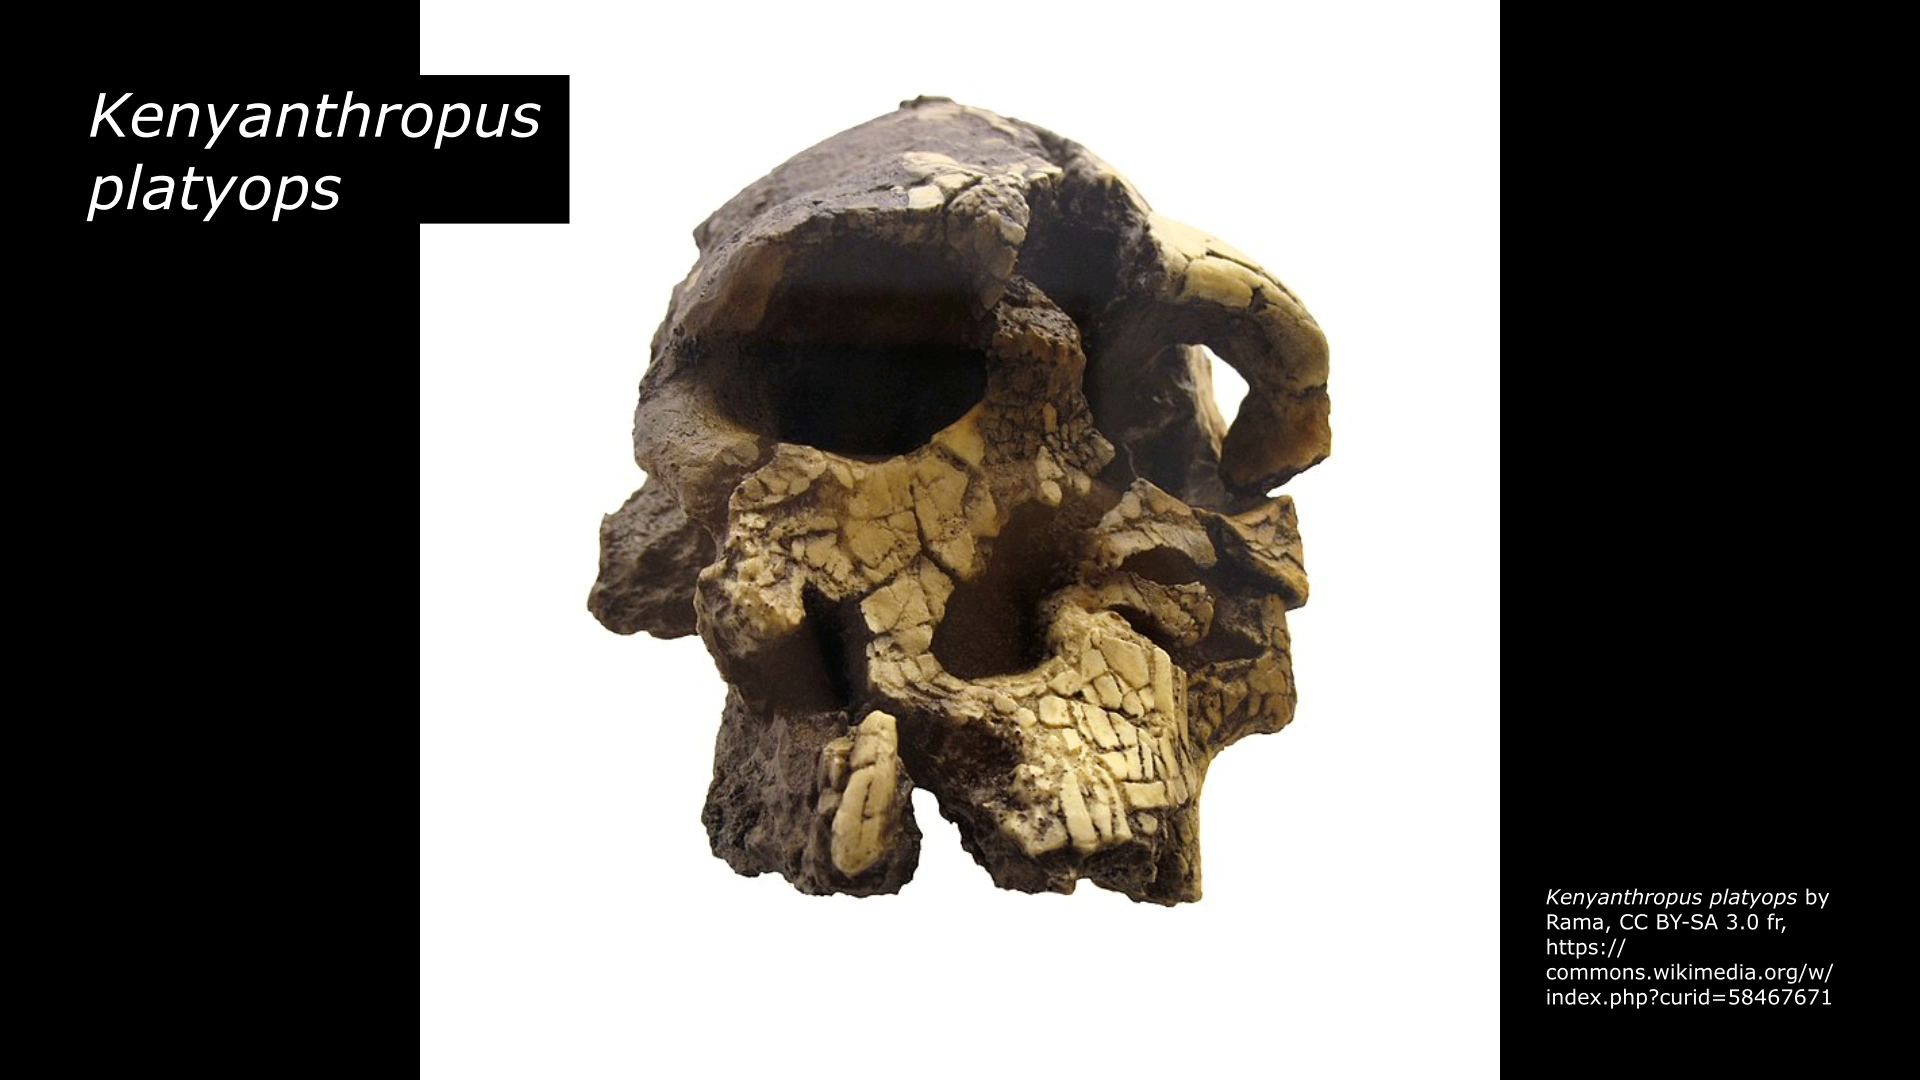 Kenyanthropus
platyops
Kenyanthropus platyops by
Rama, CC BY-SA 3.0 fr,
https://
commons.wikimedia.org/w/
index.php?curid=58467671